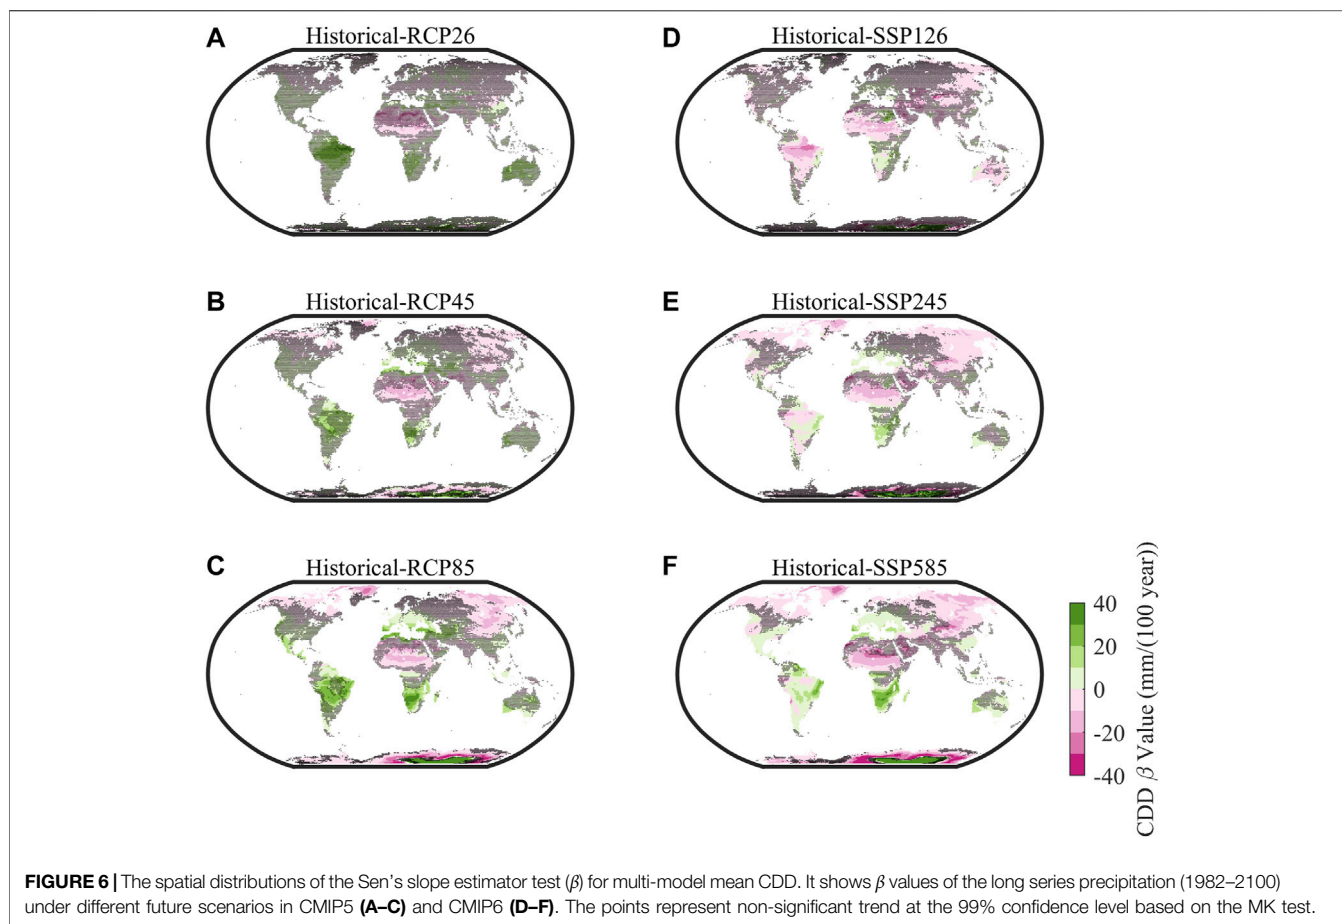 A Historical-RCP26
D Historical-SSP126
B Historical-RCP45
E Historical-SSP245
C Historical-RCP85
F Historical-SSP585
40
20
0
-20
-40
CDD β Value (mm/(100 year))
FIGURE 6 | The spatial distributions of the Sen's slope estimator test (β) for multi-model mean CDD. It shows β values of the long series precipitation (1982–2100)
under different future scenarios in CMIP5 (A–C) and CMIP6 (D–F). The points represent non-significant trend at the 99% confidence level based on the MK test.